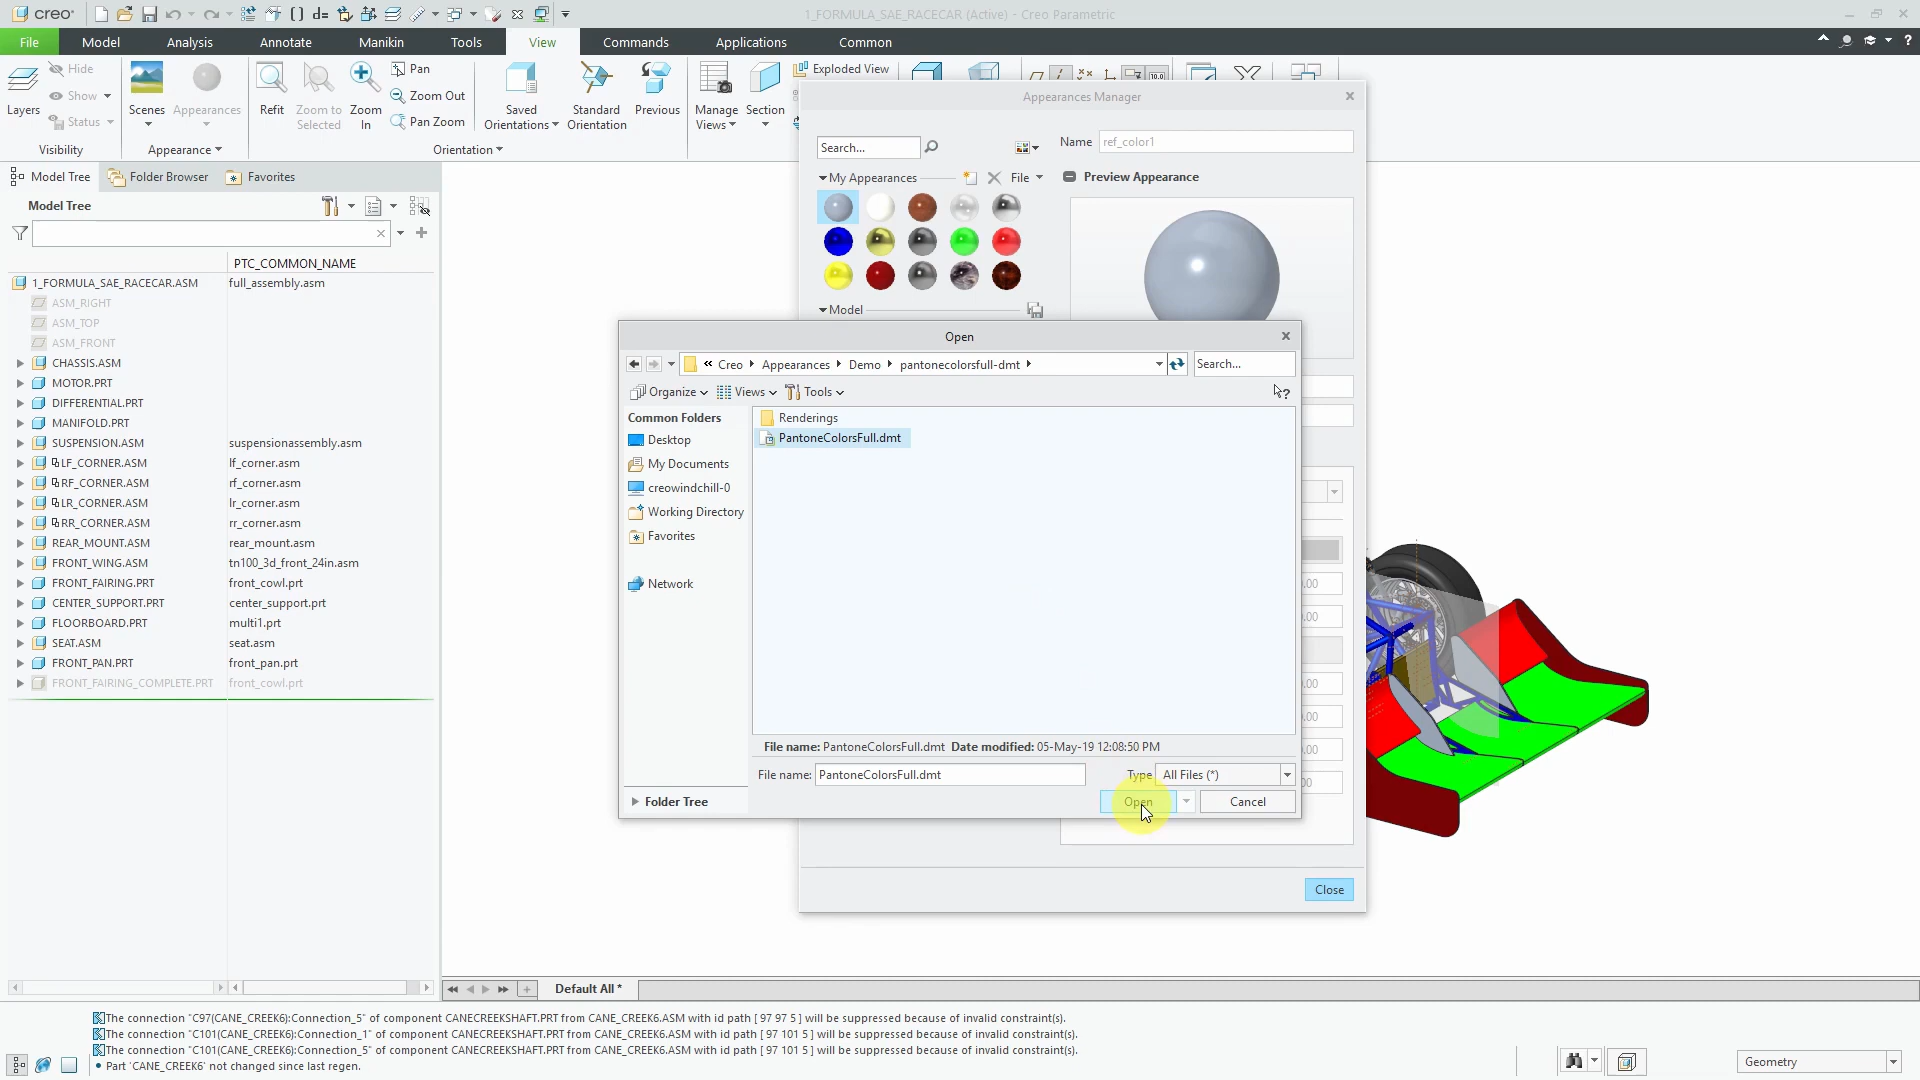 creo
1_FORMULA_SAE_RACECAR (Active) - Creo Parametric
File
Model
Analysis
Annotate
Manikin
Tools
View
Commands
Applications
Common
Layers
Hide
Show
Status
Visibility
Scenes
Appearances
Appearance
Refit
Zoom to Selected
Zoom In
Pan
Zoom Out
Pan Zoom
Saved Orientations
Standard Orientation
Previous
Orientation
Manage Views
Section
Exploded View
Model Tree
Folder Browser
Favorites
Model Tree
PTC_COMMON_NAME
1_FORMULA_SAE_RACECAR.ASM full_assembly.asm
ASM_RIGHT
ASM_TOP
ASM_FRONT
CHASSIS.ASM
MOTOR.PRT
DIFFERENTIAL.PRT
MANIFOLD.PRT
SUSPENSION.ASM suspensionassembly.asm
LF_CORNER.ASM lf_corner.asm
RF_CORNER.ASM rf_corner.asm
LR_CORNER.ASM lr_corner.asm
RR_CORNER.ASM rr_corner.asm
REAR_MOUNT.ASM rear_mount.asm
FRONT_WING.ASM tn100_3d_front_24in.asm
FRONT_FAIRING.PRT front_cowl.prt
CENTER_SUPPORT.PRT center_support.prt
FLOORBOARD.PRT multi1.prt
SEAT.ASM seat.asm
FRONT_PAN.PRT front_pan.prt
FRONT_FAIRING_COMPLETE.PRT front_cowl.prt
Appearances Manager
Search...
Name ref_color1
My Appearances
File
Preview Appearance
Model
Open
« Creo Appearances Demo pantonecolorsfull-dmt
Search...
Organize Views Tools
Common Folders
Desktop
My Documents
creowindchill-0
Working Directory
Favorites
Network
Folder Tree
Renderings
PantoneColorsFull.dmt
File name: PantoneColorsFull.dmt Date modified: 05-May-19 12:08:50 PM
File name: PantoneColorsFull.dmt
Type All Files (*)
Open
Cancel
Close
Default All *
The connection "C97(CANE_CREEK6):Connection_5" of component CANECREEKSHAFT.PRT from CANE_CREEK6.ASM with id path [ 97 97 5 ] will be suppressed because of invalid constraint(s).
The connection "C101(CANE_CREEK6):Connection_1" of component CANECREEKSHAFT.PRT from CANE_CREEK6.ASM with id path [ 97 101 5 ] will be suppressed because of invalid constraint(s).
The connection "C101(CANE_CREEK6):Connection_5" of component CANECREEKSHAFT.PRT from CANE_CREEK6.ASM with id path [ 97 101 5 ] will be suppressed because of invalid constraint(s).
• Part 'CANE_CREEK6' not changed since last regen.
Geometry